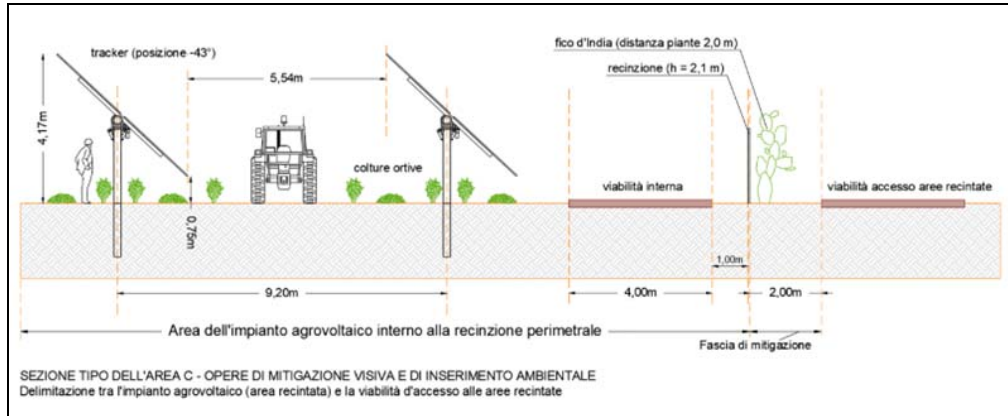 fico d'India (distanza piante 2,0 m)
tracker (posizione -43°)
recinzione (h = 2,1 m)
5,54m
4,17m
colture ortive
viabilità interna
viabilità accesso aree recintate
0,75m
1,00m
9,20m
4,00m
2,00m
Area dell'impianto agrovoltaico interno alla recinzione perimetrale
Fascia di mitigazione
SEZIONE TIPO DELL'AREA C - OPERE DI MITIGAZIONE VISIVA E DI INSERIMENTO AMBIENTALE
Delimitazione tra l'impianto agrovoltaico (area recintata) e la viabilità d'accesso alle aree recintate